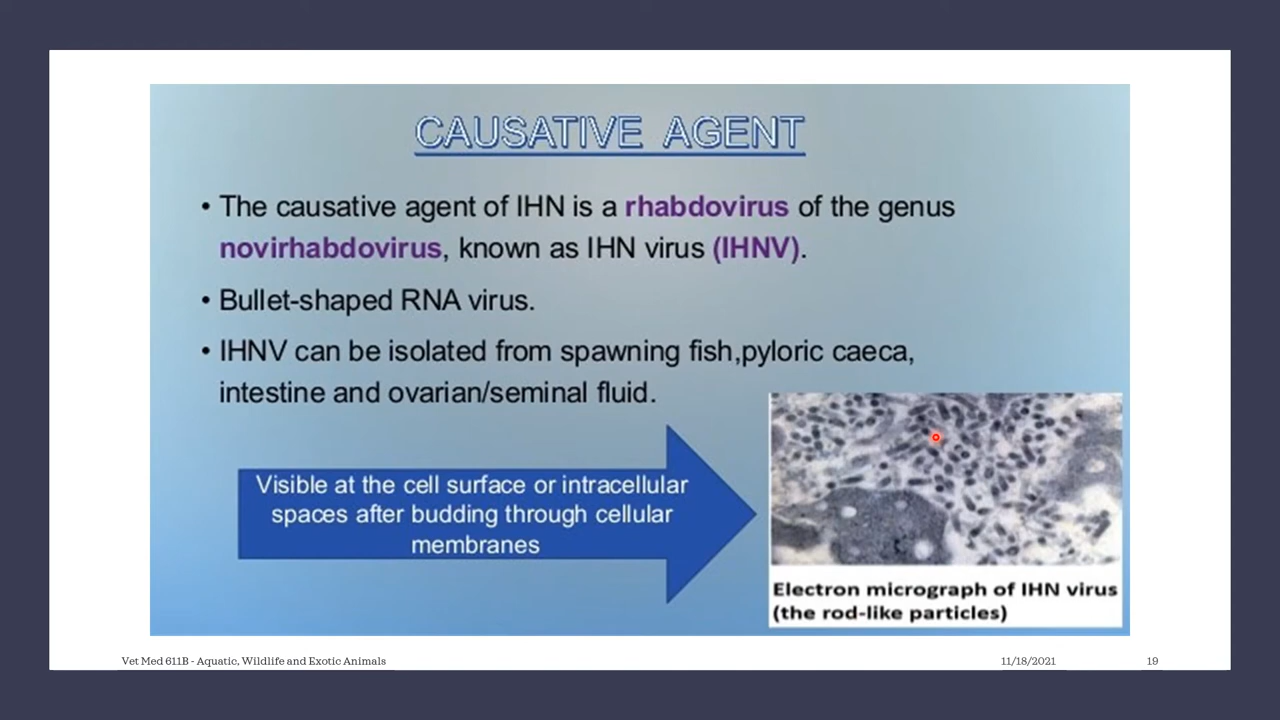 CAUSATIVE AGENT
• The causative agent of IHN is a rhabdovirus of the genus
novirhabdovirus, known as IHN virus (IHNV).
• Bullet-shaped RNA virus.
• IHNV can be isolated from spawning fish,pyloric caeca,
intestine and ovarian/seminal fluid.
Visible at the cell surface or intracellular
spaces after budding through cellular
membranes
Electron micrograph of IHN virus
(the rod-like particles)
Vet Med 611B - Aquatic, Wildlife and Exotic Animals
11/18/2021
19